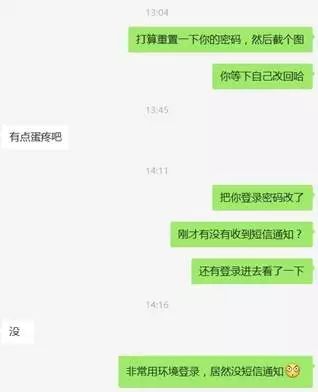 13:04
打算重置一下你的密码，然后截个图
你等下自己改回哈
13:45
有点蛋疼吧
14:11
把你登录密码改了
刚才有没有收到短信通知？
还有登录进去看了一下
14:16
没
非常用环境登录，居然没短信通知